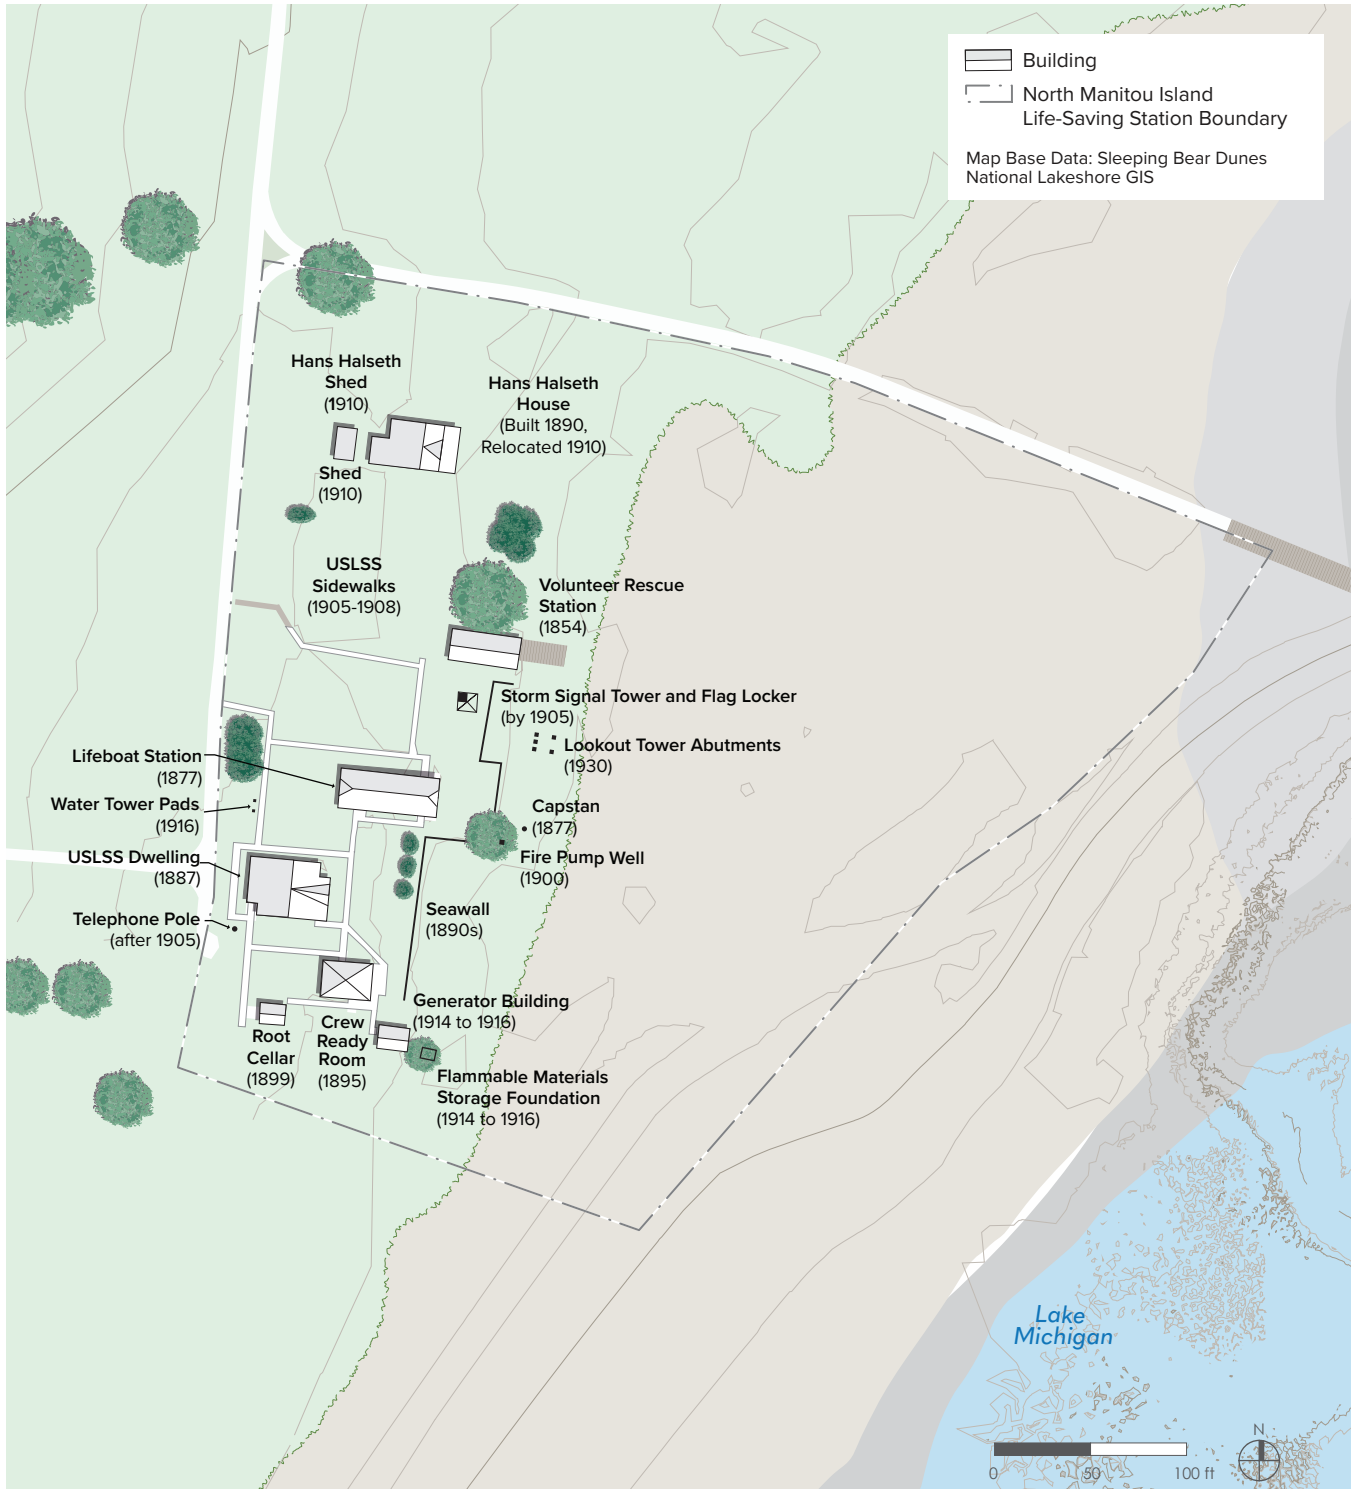 Building
North Manitou Island
Life-Saving Station Boundary
Map Base Data: Sleeping Bear Dunes
National Lakeshore GIS
Hans Halseth
Shed
(1910)
Hans Halseth
House
(Built 1890,
Relocated 1910)
Shed
(1910)
USLSS
Sidewalks
(1905-1908)
Volunteer Rescue
Station
(1854)
Storm Signal Tower and Flag Locker
(by 1905)
Lookout Tower Abutments
(1930)
Lifeboat Station
(1877)
Water Tower Pads
(1916)
Capstan
(1877)
USLSS Dwelling
(1887)
Fire Pump Well
(1900)
Telephone Pole
(after 1905)
Seawall
(1890s)
Generator Building
(1914 to 1916)
Root
Cellar
(1899)
Crew
Ready
Room
(1895)
Flammable Materials
Storage Foundation
(1914 to 1916)
Lake
Michigan
N
0 50 100 ft